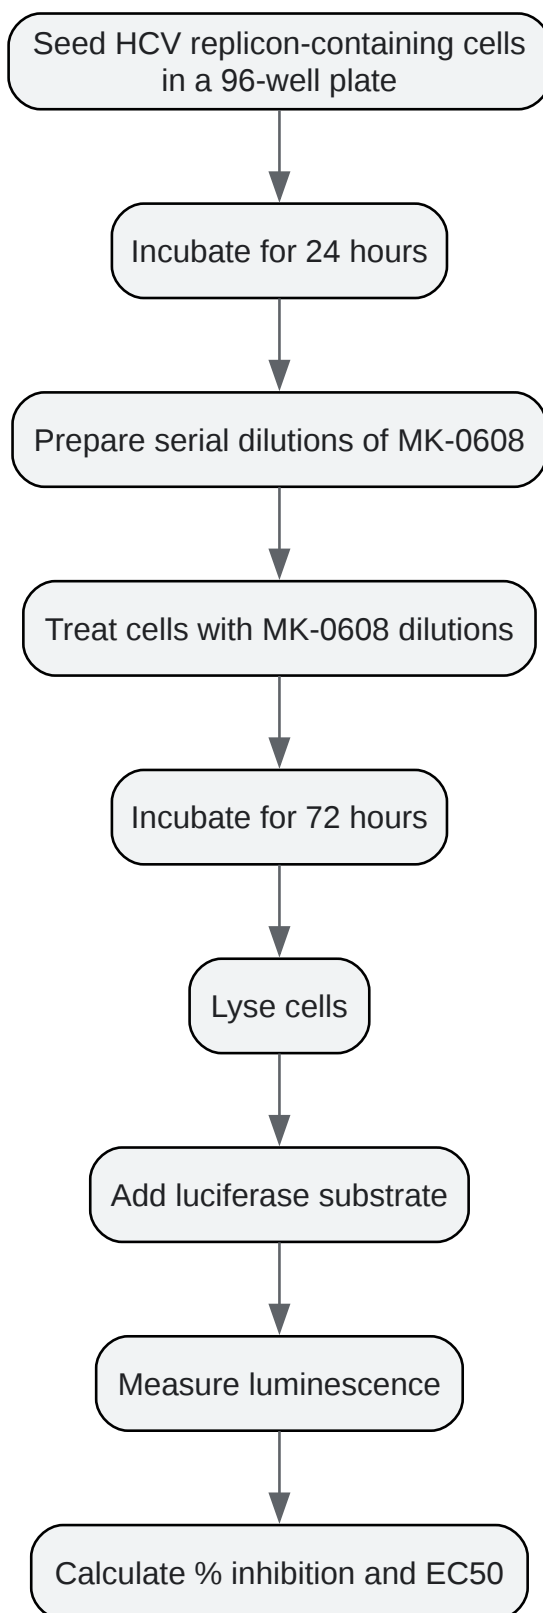 Seed HCV replicon-containing cells
in a 96-well plate
Incubate for 24 hours
Prepare serial dilutions of MK-0608
Treat cells with MK-0608 dilutions
Incubate for 72 hours
Lyse cells
Add luciferase substrate
Measure luminescence
Calculate % inhibition and EC50